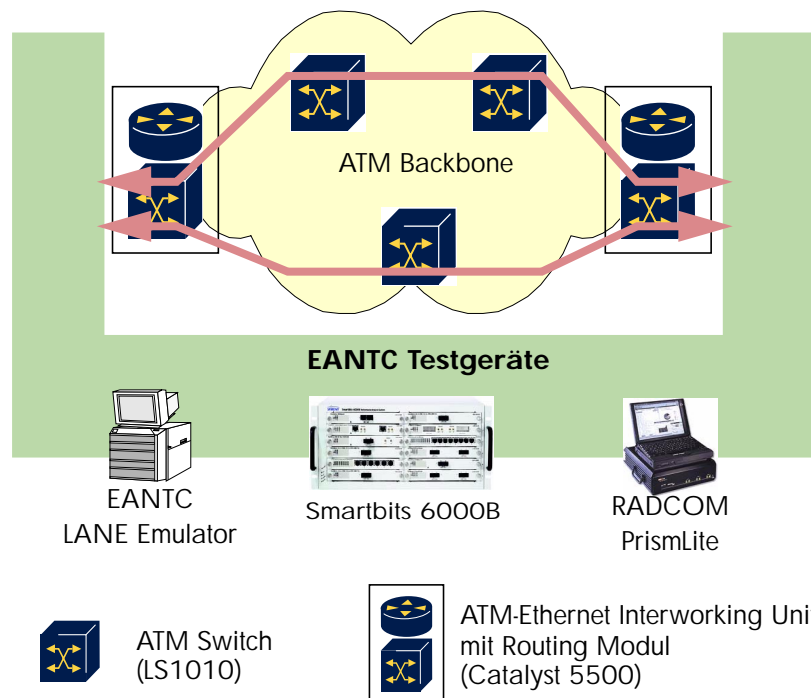 ATM Backbone
EANTC Testgeräte
EANTC
LANE Emulator
Smartbits 6000B
RADCOM
PrismLite
ATM Switch
(LS1010)
ATM-Ethernet Interworking Uni
mit Routing Modul
(Catalyst 5500)